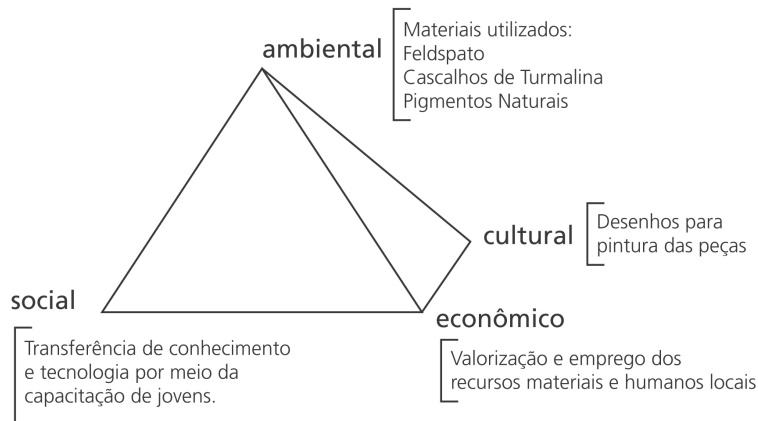 ambiental
Materiais utilizados:
Feldspato
Cascalhos de Turmalina
Pigmentos Naturais
cultural
Desenhos para
pintura das peças
social
Transferência de conhecimento
e tecnologia por meio da
capacitação de jovens.
econômico
Valorização e emprego dos
recursos materiais e humanos locais